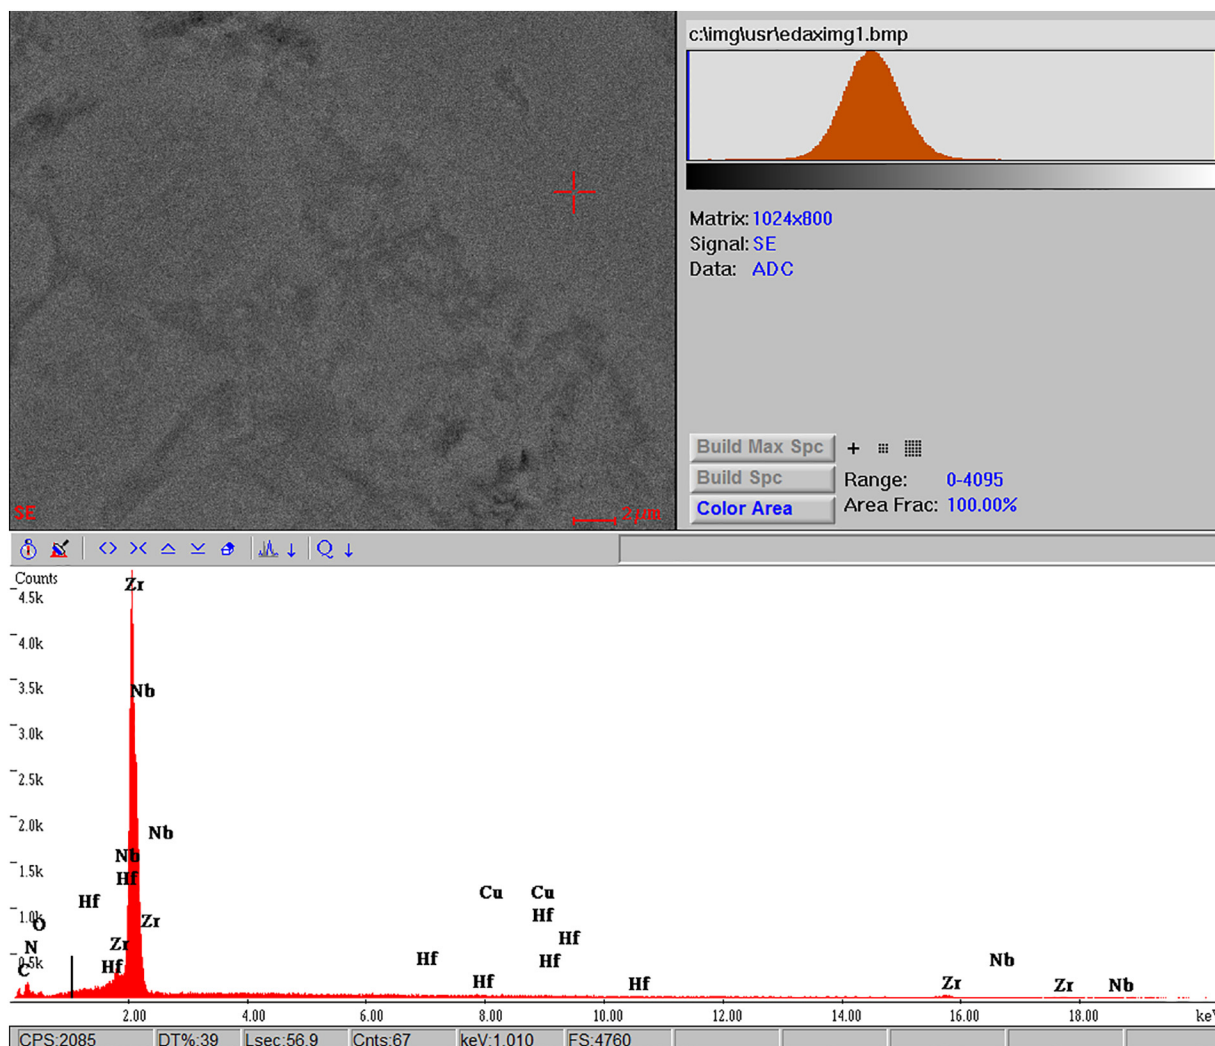 c:\img\usr\edaximg1.bmp
Matrix: 1024x800
Signal: SE
Data: ADC
Build Max Spc
Build Spc
Range: 0-4095
Color Area
Area Frac: 100.00%
SE
2µm
Q
Counts
4.5k
4.0k
3.5k
3.0k
2.5k
2.0k
1.5k
1.0k
0.5k
Zr
Nb
Nb
Nb
Hf
Hf
Zr
O
N
C
Zr
Hf
Cu
Cu
Hf
Hf
Hf
Hf
Hf
Hf
Nb
Zr
Zr
Nb
2.00 4.00 6.00 8.00 10.00 12.00 14.00 16.00 18.00 keV
CPS:2085 DT%:39 Lsec:56.9 Cnts:67 keV:1.010 FS:4760